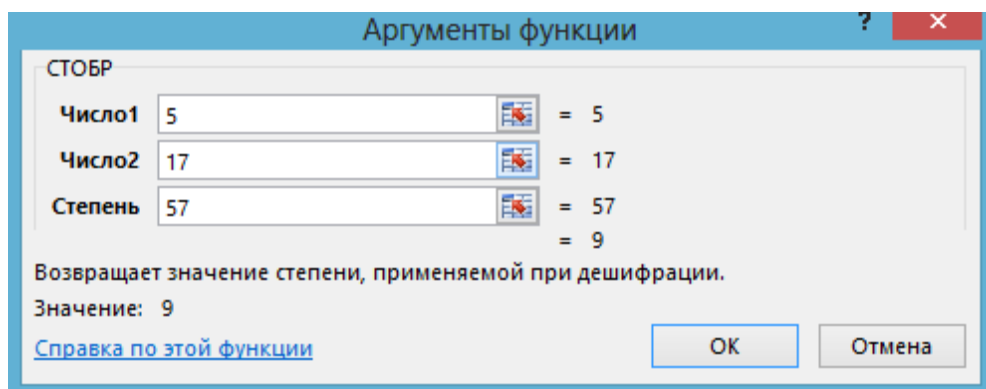 Аргументы функции ? ×
СТОБР
Число1 5 = 5
Число2 17 = 17
Степень 57 = 57
= 9
Возвращает значение степени, применяемой при дешифрации.
Значение: 9
Справка по этой функции ОК Отмена